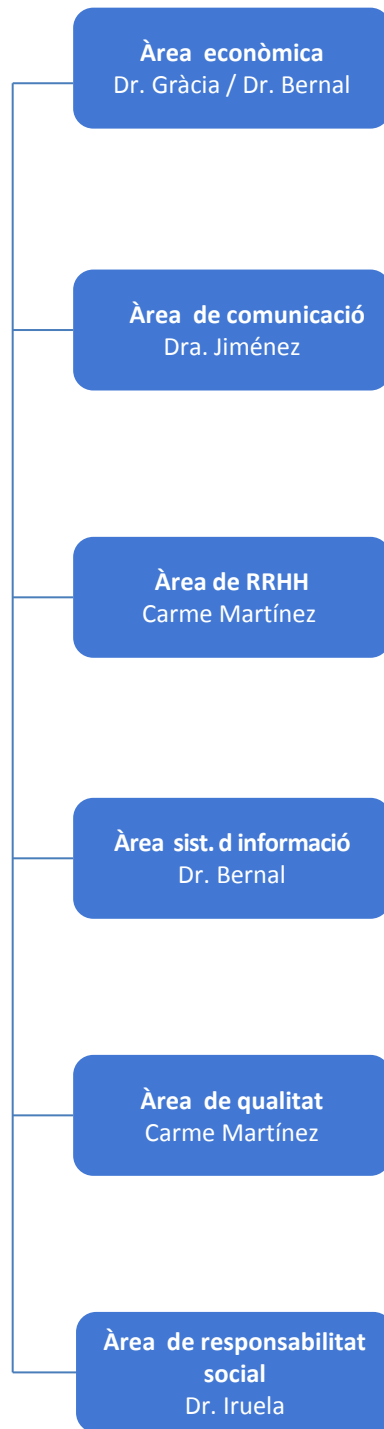 Àrea econòmica
Dr. Gràcia / Dr. Bernal
Àrea de comunicació
Dra. Jiménez
Àrea de RRHH
Carme Martínez
Àrea sist. d informació
Dr. Bernal
Àrea de qualitat
Carme Martínez
Àrea de responsabilitat
social
Dr. Iruela